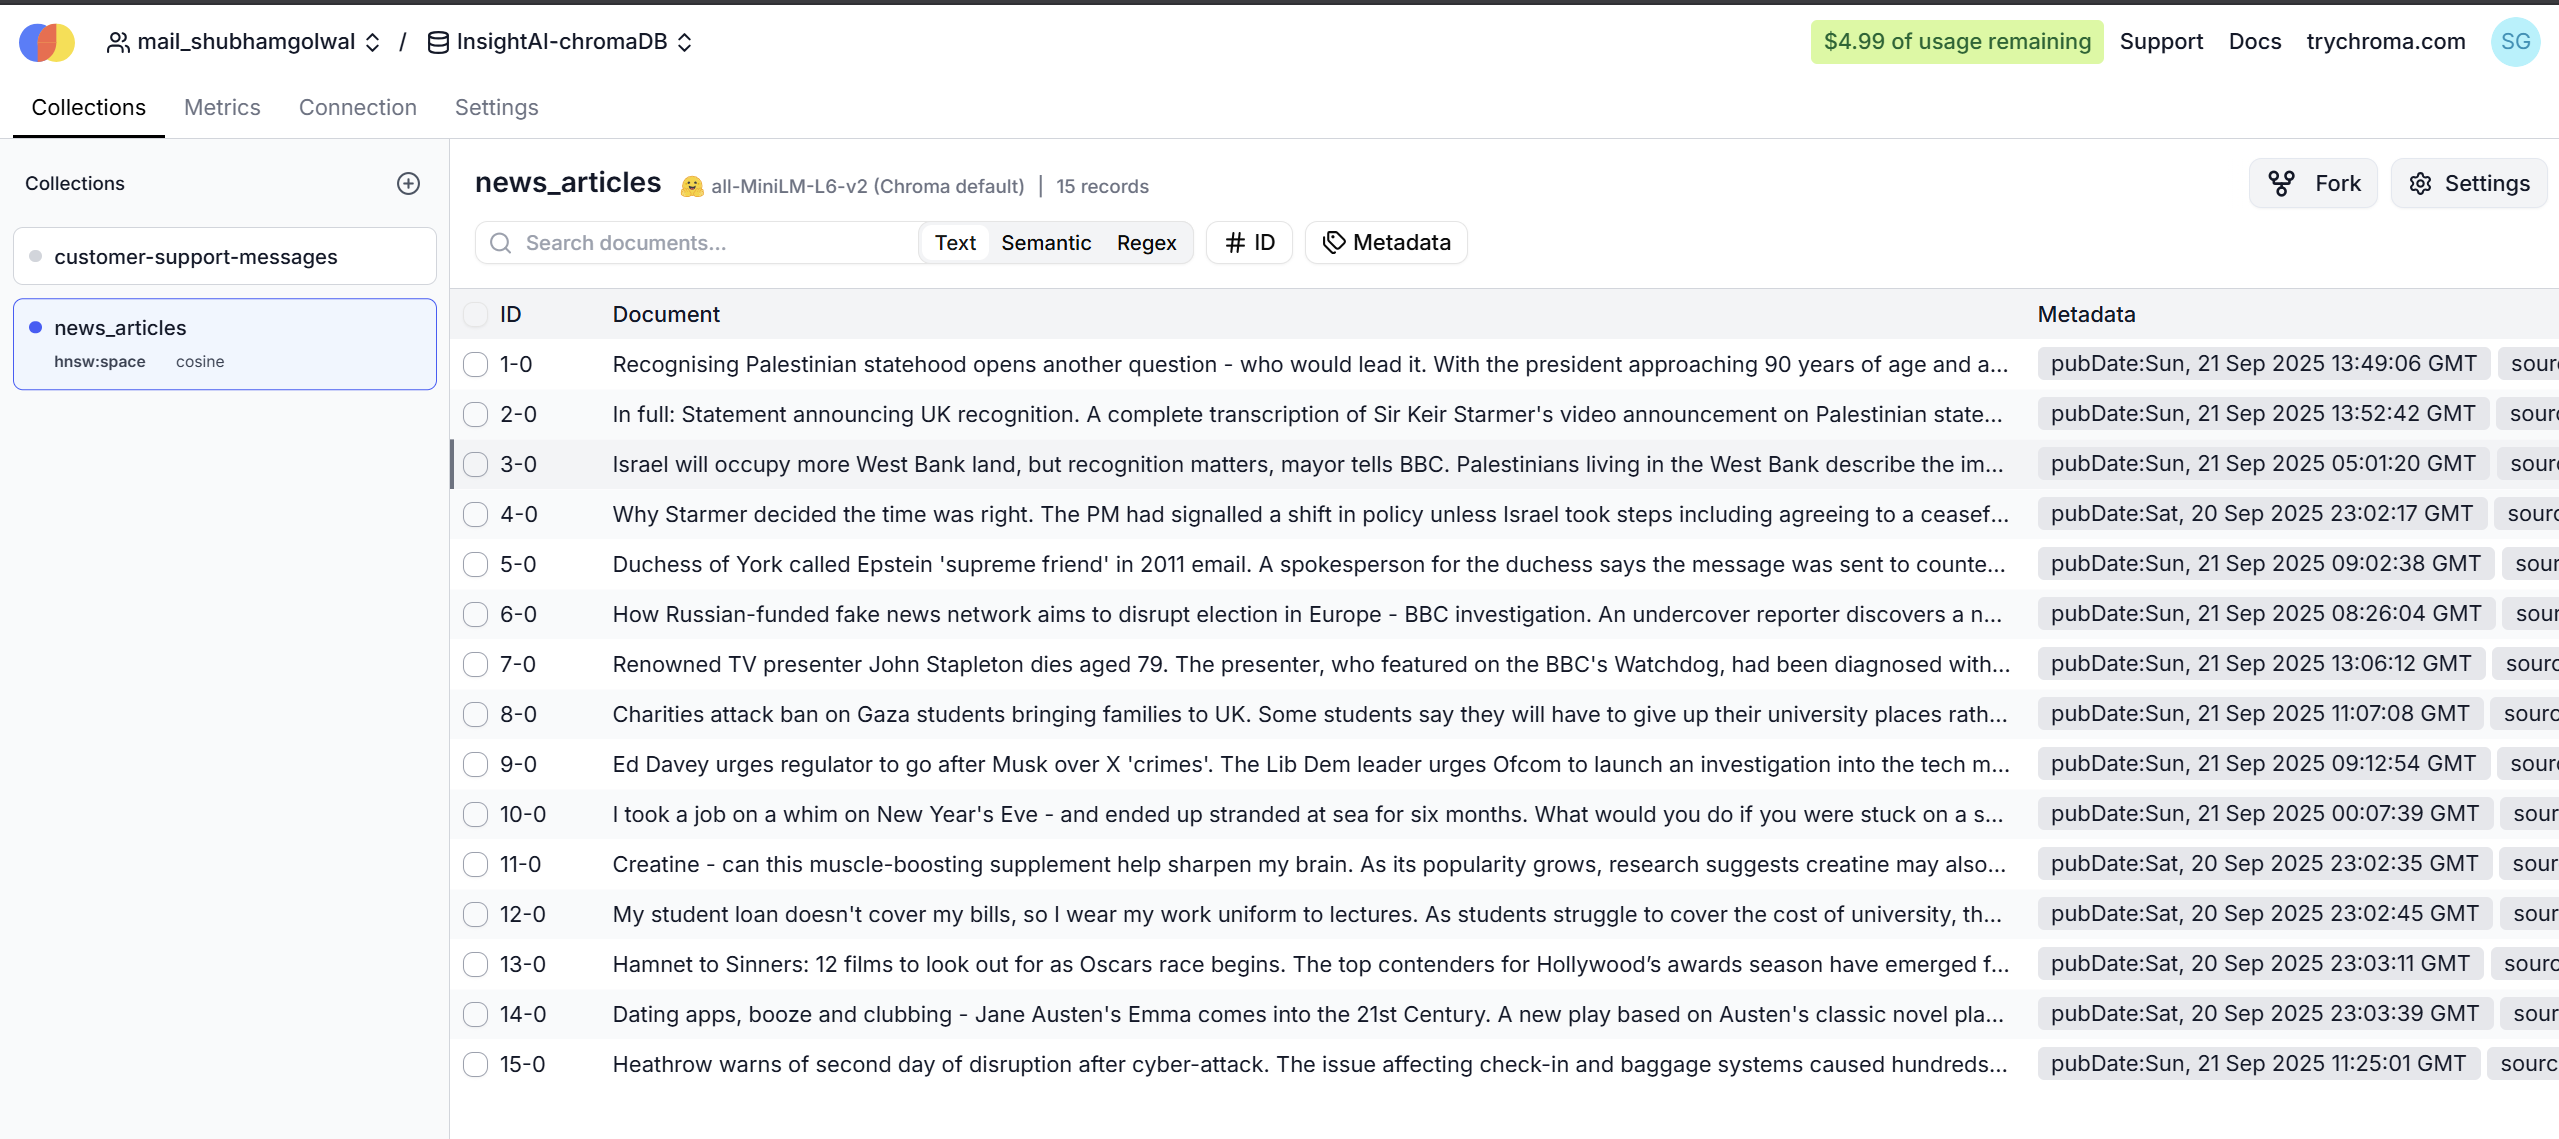 mail_shubhamgolwal / InsightAI-chromaDB $4.99 of usage remaining Support Docs trychroma.com SG
Collections Metrics Connection Settings
Collections
customer-support-messages
news_articles
hnsw:space cosine
news_articles all-MiniLM-L6-v2 (Chroma default) | 15 records Fork Settings
Search documents... Text Semantic Regex # ID Metadata
ID Document Metadata
1-0 Recognising Palestinian statehood opens another question - who would lead it. With the president approaching 90 years of age and a... pubDate:Sun, 21 Sep 2025 13:49:06 GMT sour
2-0 In full: Statement announcing UK recognition. A complete transcription of Sir Keir Starmer's video announcement on Palestinian state... pubDate:Sun, 21 Sep 2025 13:52:42 GMT sour
3-0 Israel will occupy more West Bank land, but recognition matters, mayor tells BBC. Palestinians living in the West Bank describe the im... pubDate:Sun, 21 Sep 2025 05:01:20 GMT sour
4-0 Why Starmer decided the time was right. The PM had signalled a shift in policy unless Israel took steps including agreeing to a ceasef... pubDate:Sat, 20 Sep 2025 23:02:17 GMT sourc
5-0 Duchess of York called Epstein 'supreme friend' in 2011 email. A spokesperson for the duchess says the message was sent to counte... pubDate:Sun, 21 Sep 2025 09:02:38 GMT sour
6-0 How Russian-funded fake news network aims to disrupt election in Europe - BBC investigation. An undercover reporter discovers a n... pubDate:Sun, 21 Sep 2025 08:26:04 GMT sour
7-0 Renowned TV presenter John Stapleton dies aged 79. The presenter, who featured on the BBC's Watchdog, had been diagnosed with... pubDate:Sun, 21 Sep 2025 13:06:12 GMT sourc
8-0 Charities attack ban on Gaza students bringing families to UK. Some students say they will have to give up their university places rath... pubDate:Sun, 21 Sep 2025 11:07:08 GMT sourc
9-0 Ed Davey urges regulator to go after Musk over X 'crimes'. The Lib Dem leader urges Ofcom to launch an investigation into the tech m... pubDate:Sun, 21 Sep 2025 09:12:54 GMT sour
10-0 I took a job on a whim on New Year's Eve - and ended up stranded at sea for six months. What would you do if you were stuck on a s... pubDate:Sun, 21 Sep 2025 00:07:39 GMT sour
11-0 Creatine - can this muscle-boosting supplement help sharpen my brain. As its popularity grows, research suggests creatine may also... pubDate:Sat, 20 Sep 2025 23:02:35 GMT sour
12-0 My student loan doesn't cover my bills, so I wear my work uniform to lectures. As students struggle to cover the cost of university, th... pubDate:Sat, 20 Sep 2025 23:02:45 GMT sour
13-0 Hamnet to Sinners: 12 films to look out for as Oscars race begins. The top contenders for Hollywood’s awards season have emerged f... pubDate:Sat, 20 Sep 2025 23:03:11 GMT sourc
14-0 Dating apps, booze and clubbing - Jane Austen's Emma comes into the 21st Century. A new play based on Austen's classic novel pla... pubDate:Sat, 20 Sep 2025 23:03:39 GMT sour
15-0 Heathrow warns of second day of disruption after cyber-attack. The issue affecting check-in and baggage systems caused hundreds... pubDate:Sun, 21 Sep 2025 11:25:01 GMT sourc